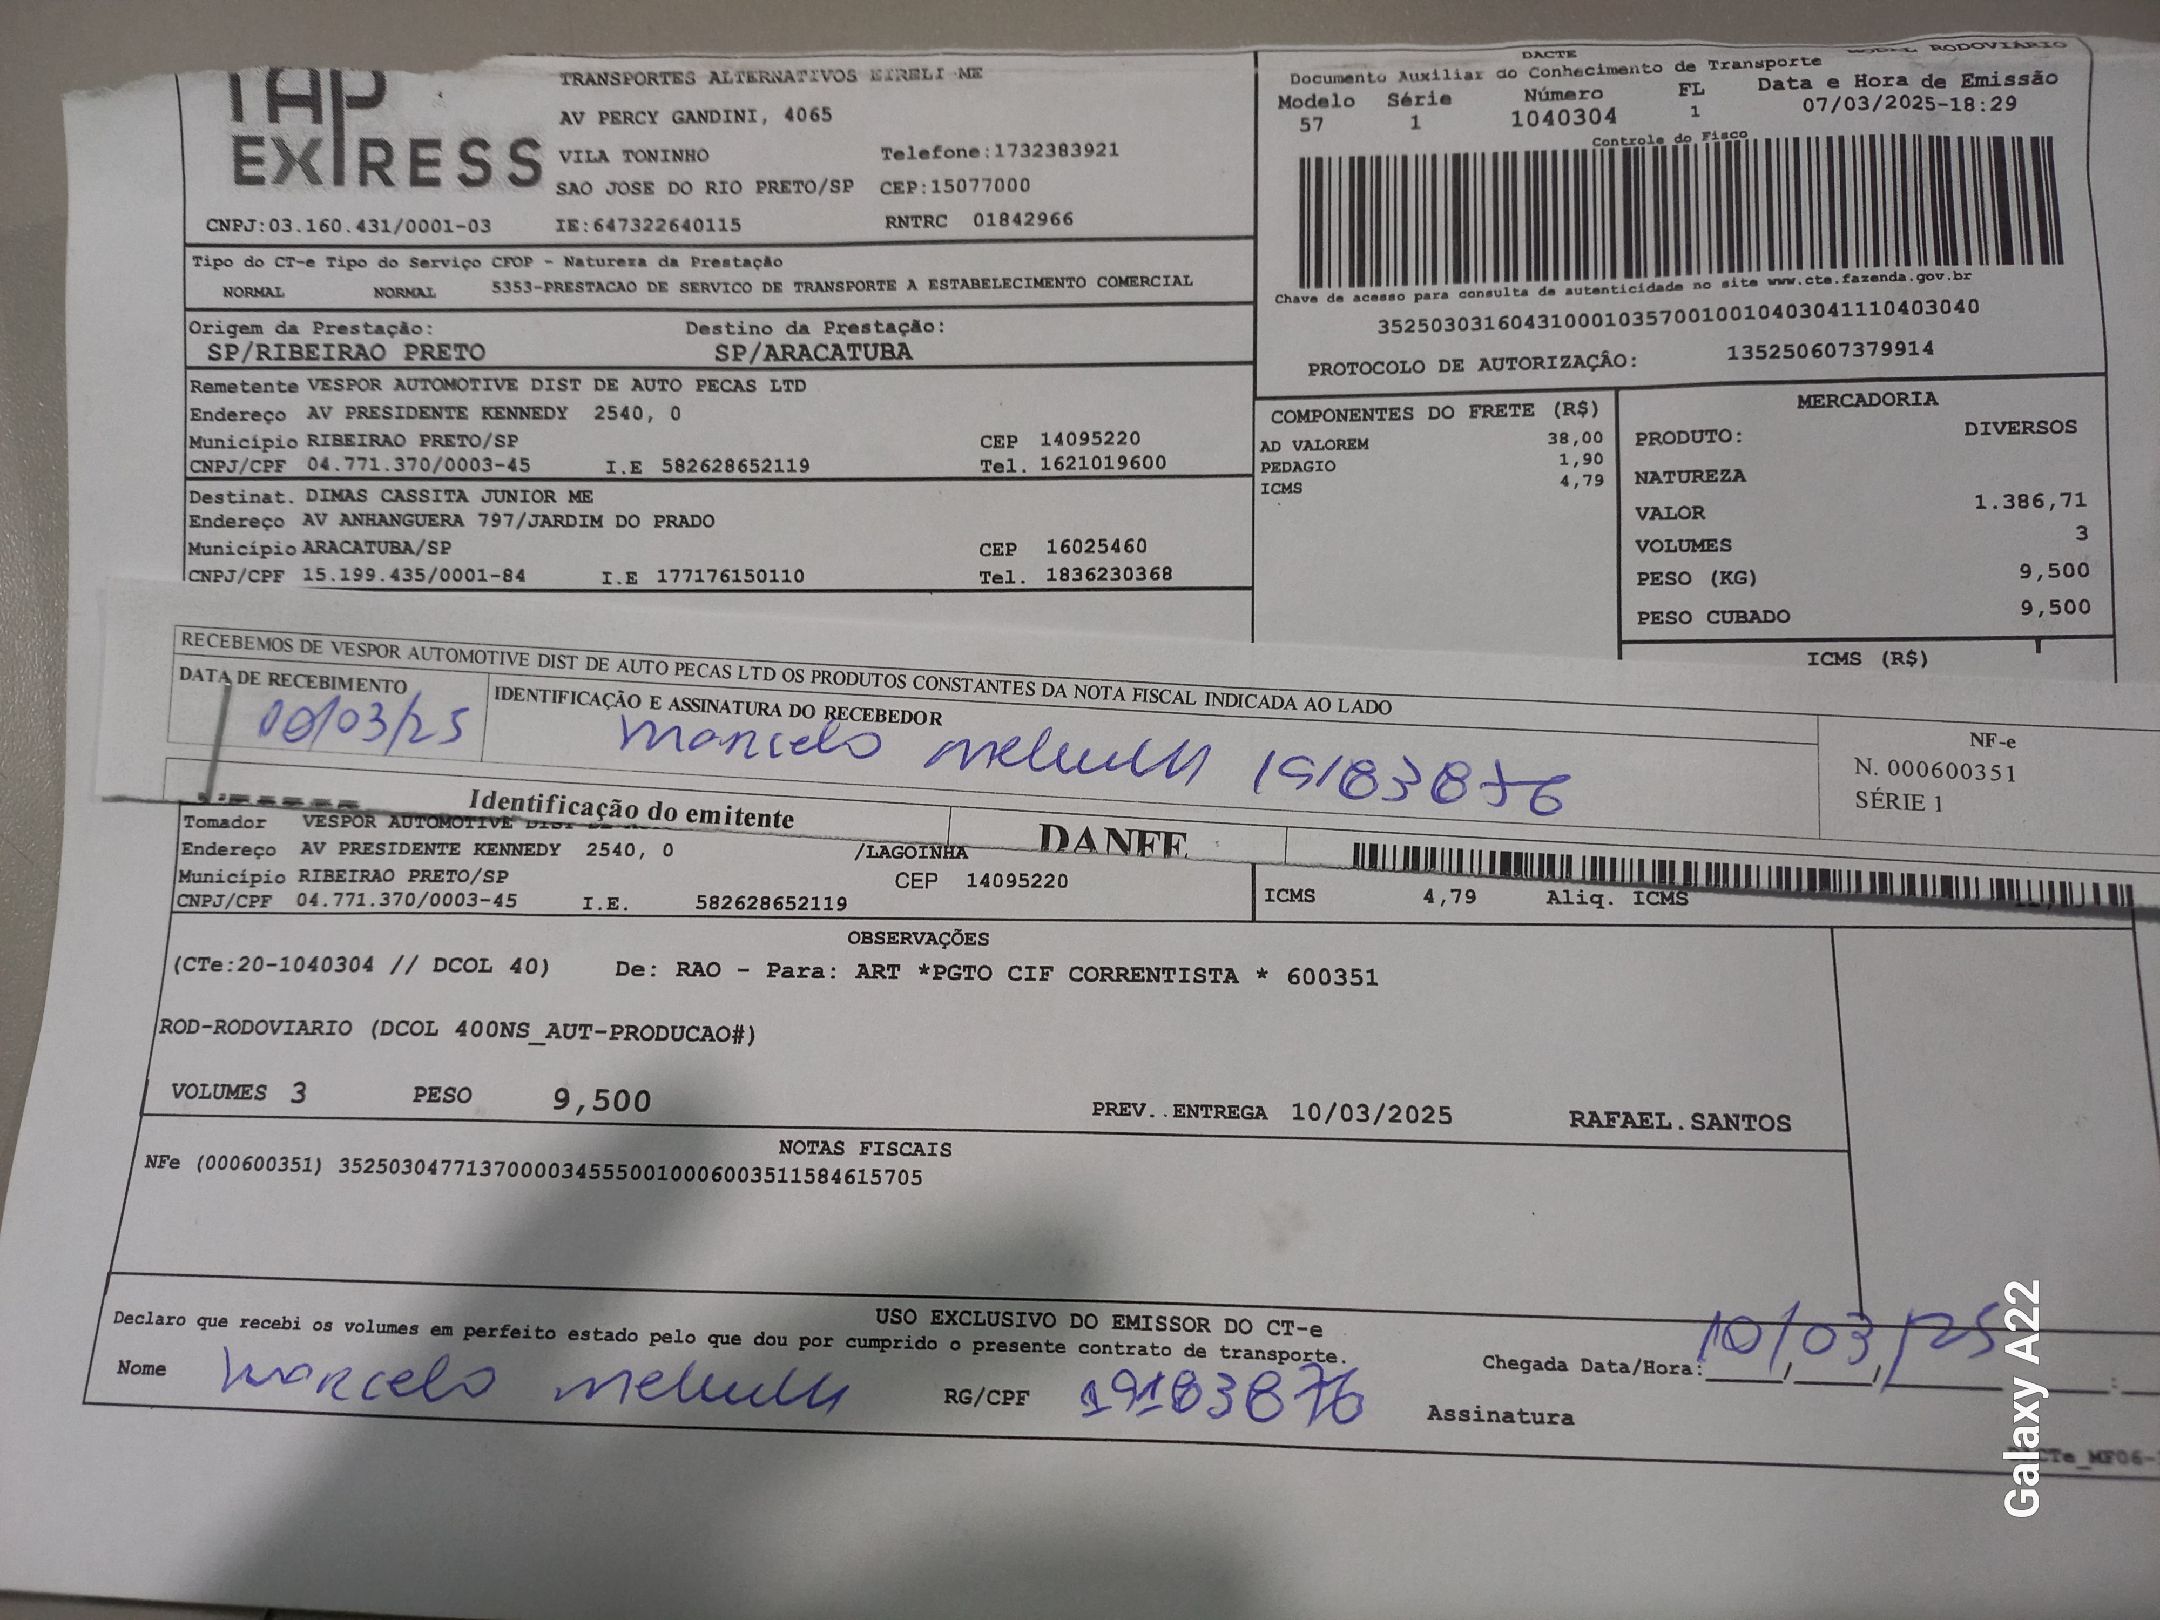 TAP
EXPRESS
TRANSPORTES ALTERNATIVOS EIRELI ME
AV PERCY GANDINI, 4065
VILA TONINHO Telefone:1732383921
SAO JOSE DO RIO PRETO/SP CEP:15077000
CNPJ:03.160.431/0001-03 IE:647322640115 RNTRC 01842966
DACTE RODOVIÁRIO
Documento Auxiliar do Conhecimento de Transporte
Modelo Série Número FL Data e Hora de Emissão
57 1 1040304 1 07/03/2025-18:29
Controle do Fisco
Chave de acesso para consulta de autenticidade no site www.cte.fazenda.gov.br
35250303160431000103570010010403041110403040
PROTOCOLO DE AUTORIZAÇÃO: 135250607379914
Tipo do CT-e Tipo do Serviço CFOP - Natureza da Prestação
NORMAL NORMAL 5353-PRESTACAO DE SERVICO DE TRANSPORTE A ESTABELECIMENTO COMERCIAL
Origem da Prestação: Destino da Prestação:
SP/RIBEIRAO PRETO SP/ARACATUBA
Remetente VESPOR AUTOMOTIVE DIST DE AUTO PECAS LTD
Endereço AV PRESIDENTE KENNEDY 2540, 0
Município RIBEIRAO PRETO/SP CEP 14095220
CNPJ/CPF 04.771.370/0003-45 I.E 582628652119 Tel. 1621019600
Destinat. DIMAS CASSITA JUNIOR ME
Endereço AV ANHANGUERA 797/JARDIM DO PRADO
Município ARACATUBA/SP CEP 16025460
CNPJ/CPF 15.199.435/0001-84 I.E 177176150110 Tel. 1836230368
COMPONENTES DO FRETE (R$)
AD VALOREM 38,00
PEDAGIO 1,90
ICMS 4,79
MERCADORIA
PRODUTO: DIVERSOS
NATUREZA
VALOR 1.386,71
VOLUMES 3
PESO (KG) 9,500
PESO CUBADO 9,500
ICMS (R$)
RECEBEMOS DE VESPOR AUTOMOTIVE DIST DE AUTO PECAS LTD OS PRODUTOS CONSTANTES DA NOTA FISCAL INDICADA AO LADO
DATA DE RECEBIMENTO IDENTIFICAÇÃO E ASSINATURA DO RECEBEDOR
10/03/25 Marcelo 19183876
NF-e
N. 000600351
SÉRIE 1
Identificação do emitente DANFE
Tomador VESPOR AUTOMOTIVE
Endereço AV PRESIDENTE KENNEDY 2540, 0 /LAGOINHA
Município RIBEIRAO PRETO/SP CEP 14095220
CNPJ/CPF 04.771.370/0003-45 I.E. 582628652119
ICMS 4,79 Aliq. ICMS
OBSERVAÇÕES
(CTe:20-1040304 // DCOL 40) De: RAO - Para: ART *PGTO CIF CORRENTISTA * 600351
ROD-RODOVIARIO (DCOL 400NS_AUT-PRODUCAO#)
VOLUMES 3 PESO 9,500 PREV..ENTREGA 10/03/2025 RAFAEL.SANTOS
NOTAS FISCAIS
NFe (000600351) 35250304771370000345550010006003511584615705
USO EXCLUSIVO DO EMISSOR DO CT-e
Declaro que recebi os volumes em perfeito estado pelo que dou por cumprido o presente contrato de transporte.
Nome Marcelo RG/CPF 19183876 Chegada Data/Hora: 10/03/25
Assinatura
Galaxy A22